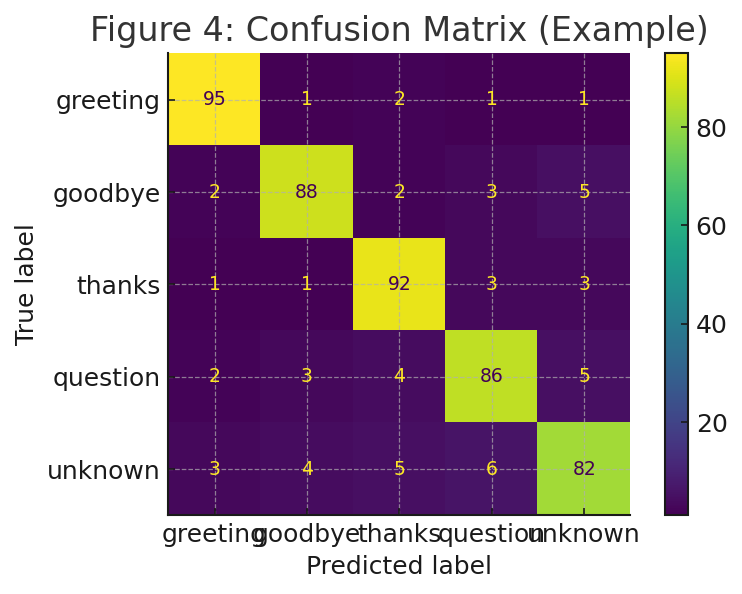 Figure 4: Confusion Matrix (Example)
greeting 95 1 2 1 1
goodbye 2 88 2 3 5
thanks 1 1 92 3 3
question 2 3 4 86 5
unknown 3 4 5 6 82
greeting goodbye thanks question unknown
Predicted label
True label
80
60
40
20